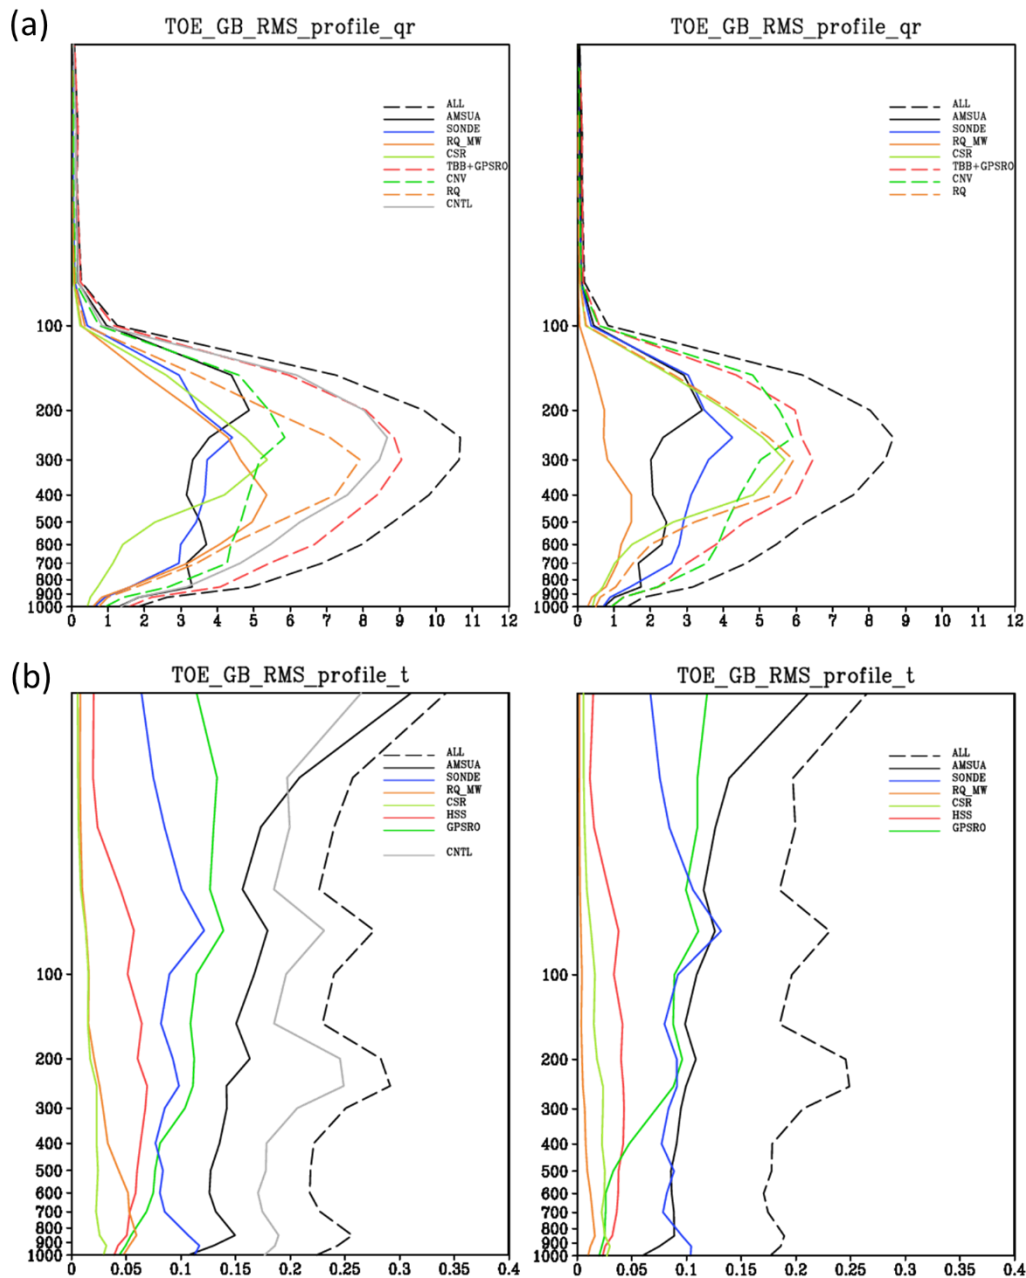 (a)
TOE_GB_RMS_profile_qr
ALL
AMSUA
SONDE
RQ_MW
CSR
TBB+GPSRO
CNV
RQ
CNTL
100
200
300
400
500
600
700
800
900
1000
0 1 2 3 4 5 6 7 8 9 10 11 12
TOE_GB_RMS_profile_qr
ALL
AMSUA
SONDE
RQ_MW
CSR
TBB+GPSRO
CNV
RQ
100
200
300
400
500
600
700
800
900
1000
0 1 2 3 4 5 6 7 8 9 10 11 12
(b)
TOE_GB_RMS_profile_t
ALL
AMSUA
SONDE
RQ_MW
CSR
HSS
GPSRO
CNTL
100
200
300
400
500
600
700
800
900
1000
0 0.05 0.1 0.15 0.2 0.25 0.3 0.35 0.4
TOE_GB_RMS_profile_t
ALL
AMSUA
SONDE
RQ_MW
CSR
HSS
GPSRO
100
200
300
400
500
600
700
800
900
1000
0 0.05 0.1 0.15 0.2 0.25 0.3 0.35 0.4